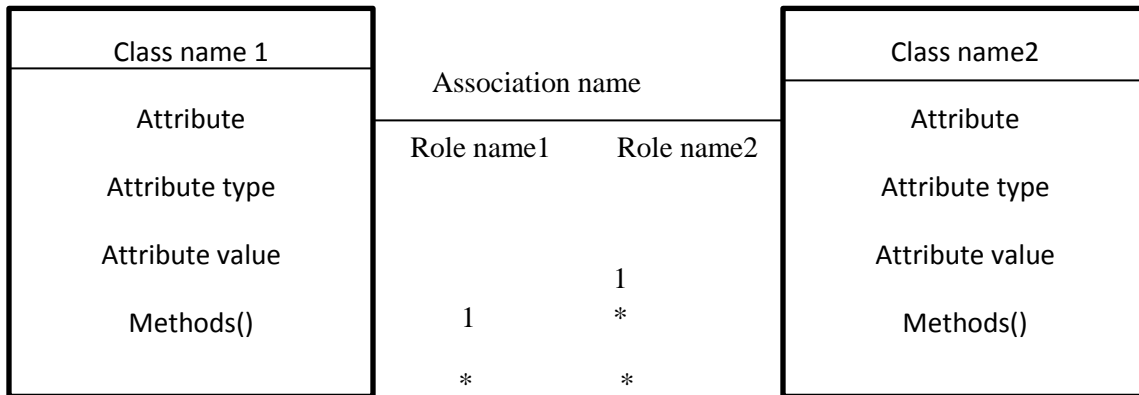 Class name 1
Attribute
Attribute type
Attribute value
Methods()
Association name
Role name1 Role name2
1
1 *
* *
Class name2
Attribute
Attribute type
Attribute value
Methods()